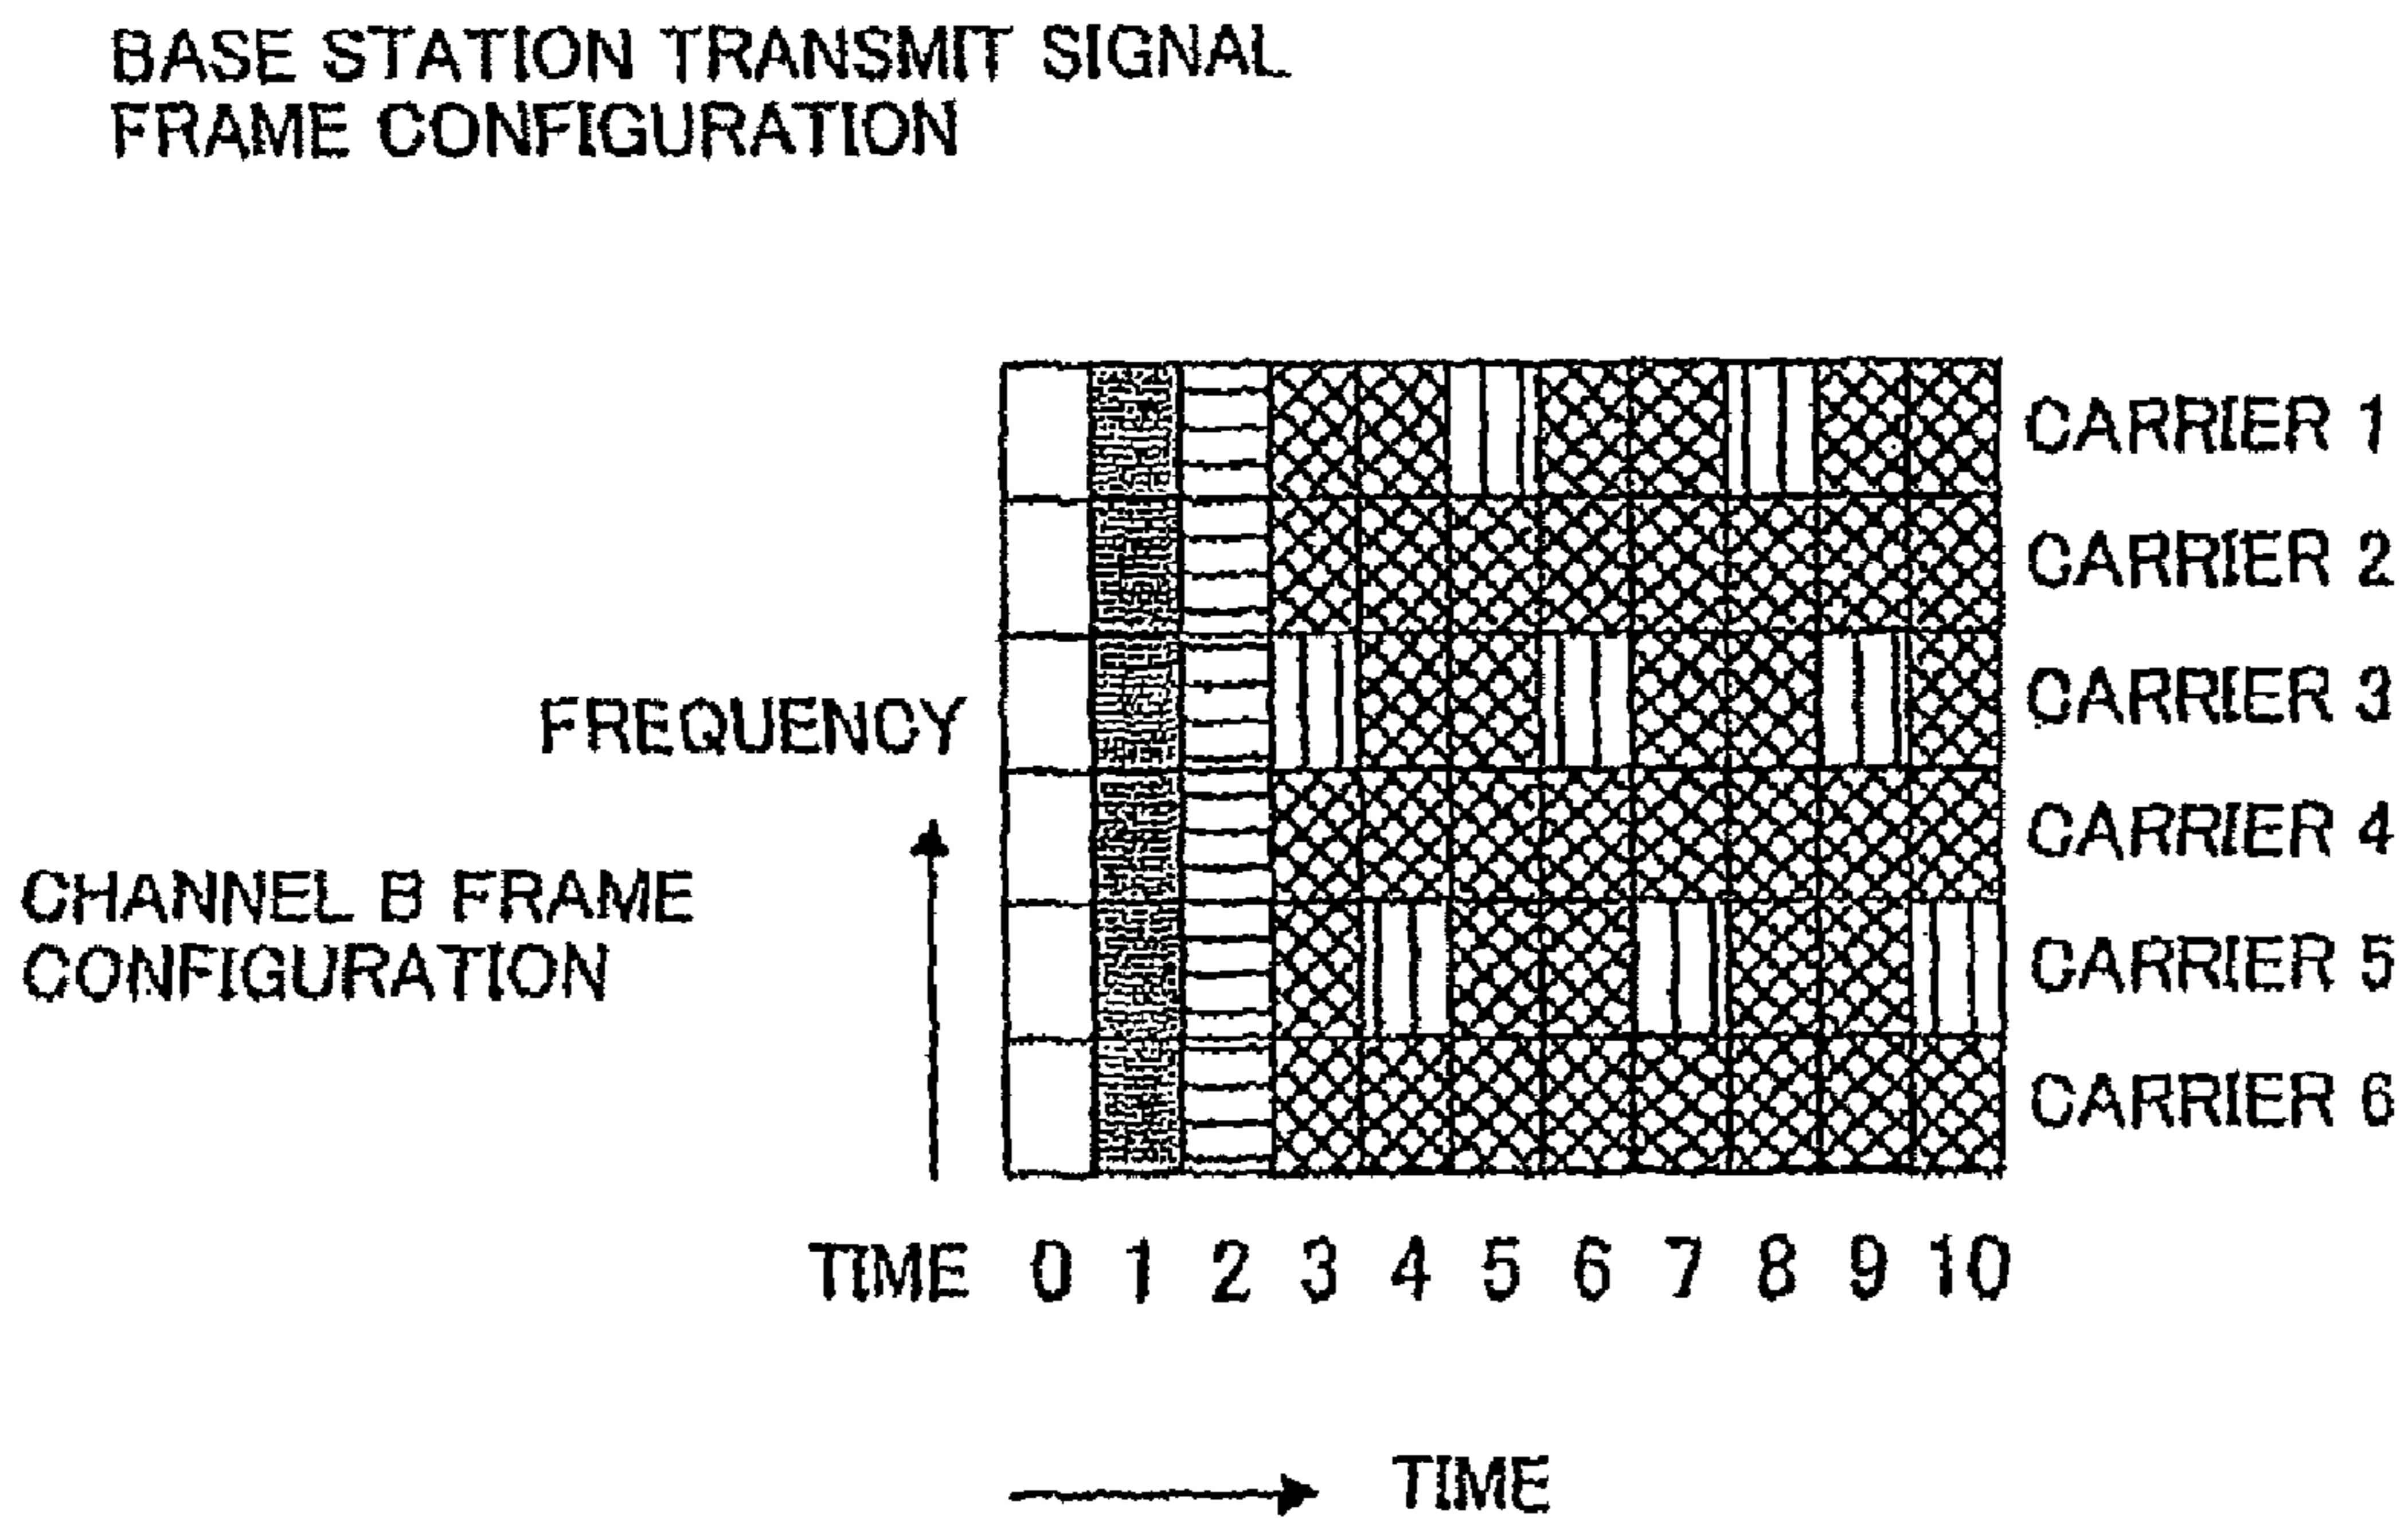 BASE STATION TRANSMIT SIGNAL
FRAME CONFIGURATION
CARRIER 1
CARRIER 2
CARRIER 3
FREQUENCY
CARRIER 4
CHANNEL B FRAME
CONFIGURATION
CARRIER 5
CARRIER 6
TIME 0 1 2 3 4 5 6 7 8 9 10
TIME